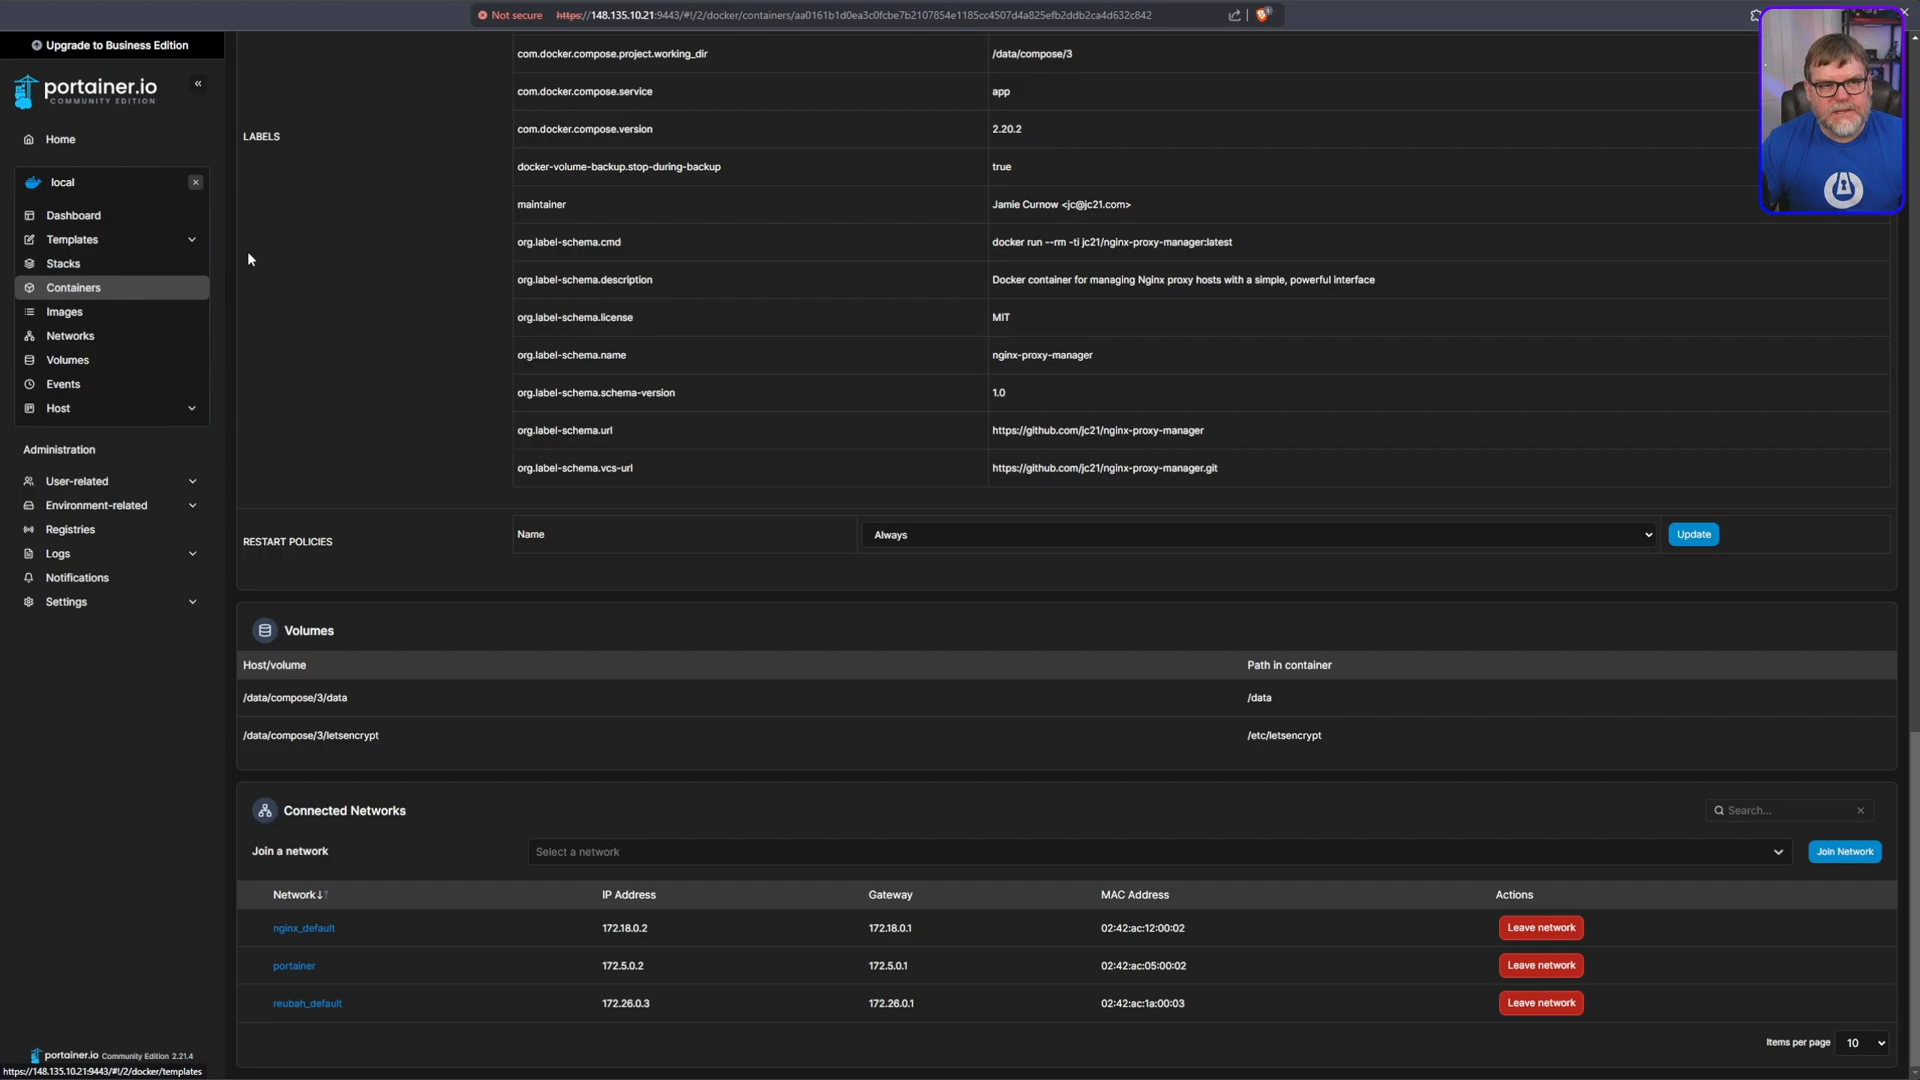 Not secure https://148.135.10.21:9443/#!/2/docker/containers/aa0161b1d0ea3c0fcbe7b2107854e1185cc4507d4a825efb2ddb2ca4d632c842
Upgrade to Business Edition
portainer.io
COMMUNITY EDITION
Home
local
Dashboard
Templates
Stacks
Containers
Images
Networks
Volumes
Events
Host
Administration
User-related
Environment-related
Registries
Logs
Notifications
Settings
portainer.io Community Edition 2.21.4
https://148.135.10.21:9443/#!/2/docker/templates
LABELS
com.docker.compose.project.working_dir /data/compose/3
com.docker.compose.service app
com.docker.compose.version 2.20.2
docker-volume-backup.stop-during-backup true
maintainer Jamie Curnow <jc@jc21.com>
org.label-schema.cmd docker run --rm -ti jc21/nginx-proxy-manager:latest
org.label-schema.description Docker container for managing Nginx proxy hosts with a simple, powerful interface
org.label-schema.license MIT
org.label-schema.name nginx-proxy-manager
org.label-schema.schema-version 1.0
org.label-schema.url https://github.com/jc21/nginx-proxy-manager
org.label-schema.vcs-url https://github.com/jc21/nginx-proxy-manager.git
RESTART POLICIES Name Always Update
Volumes
Host/volume Path in container
/data/compose/3/data /data
/data/compose/3/letsencrypt /etc/letsencrypt
Connected Networks Search...
Join a network Select a network Join Network
Network IP Address Gateway MAC Address Actions
nginx_default 172.18.0.2 172.18.0.1 02:42:ac:12:00:02 Leave network
portainer 172.5.0.2 172.5.0.1 02:42:ac:05:00:02 Leave network
reubah_default 172.26.0.3 172.26.0.1 02:42:ac:1a:00:03 Leave network
Items per page 10